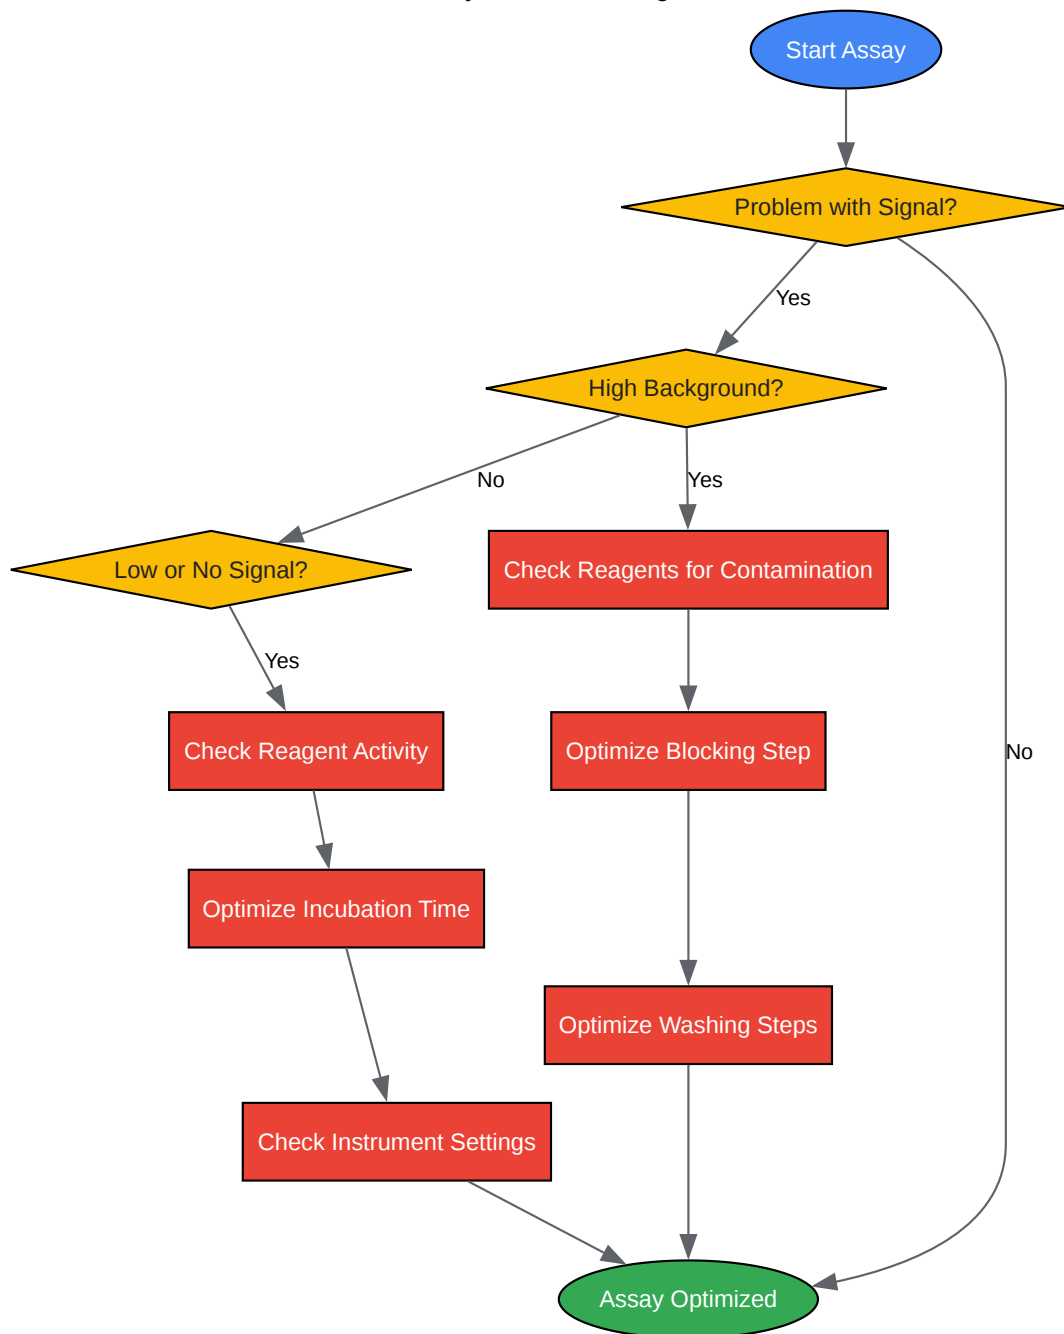 Start Assay
Problem with Signal?
Yes
High Background?
No
Yes
Low or No Signal?
Check Reagents for Contamination
Yes
Check Reagent Activity
Optimize Blocking Step
No
Optimize Incubation Time
Optimize Washing Steps
Check Instrument Settings
Assay Optimized